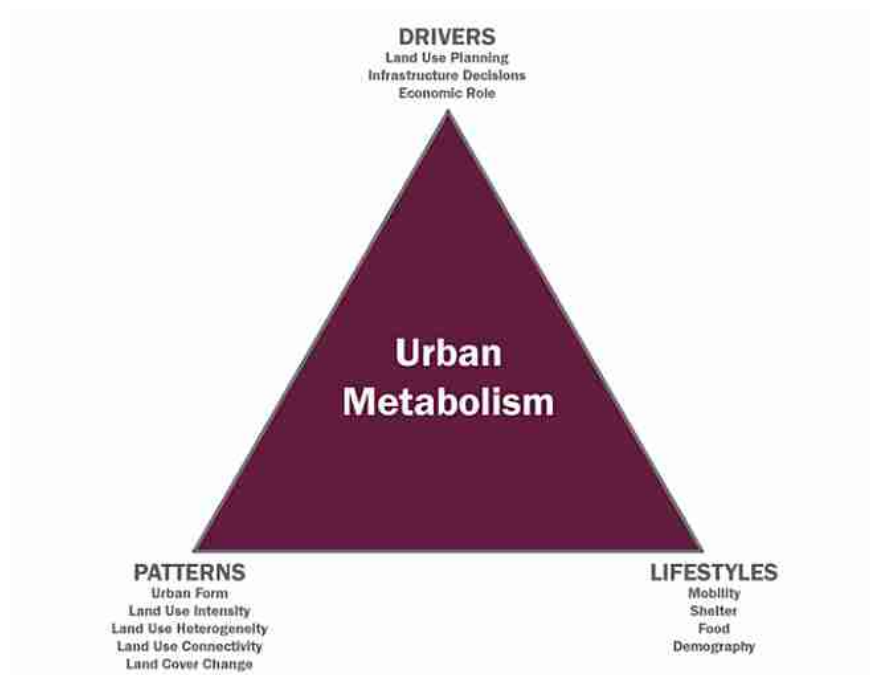 DRIVERS
Land Use Planning
Infrastructure Decisions
Economic Role
Urban
Metabolism
PATTERNS
Urban Form
Land Use Intensity
Land Use Heterogeneity
Land Use Connectivity
Land Cover Change
LIFESTYLES
Mobility
Shelter
Food
Demography